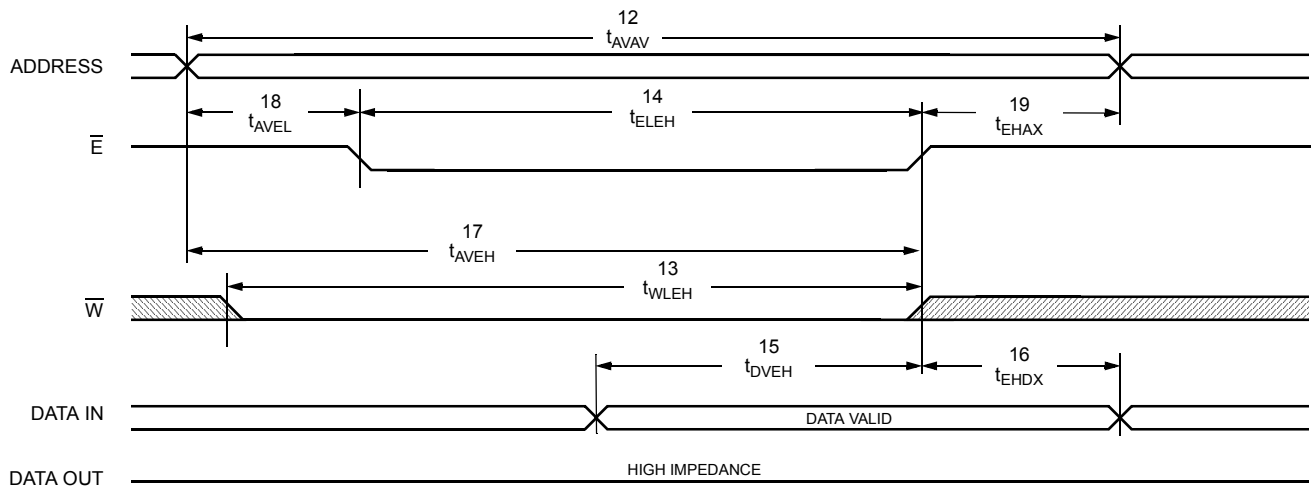 12
tAVAV
ADDRESS
18
tAVEL
14
tELEH
19
tEHAX
E
17
tAVEH
13
tWLEH
W
15
tDVEH
16
tEHDX
DATA IN
DATA VALID
DATA OUT
HIGH IMPEDANCE